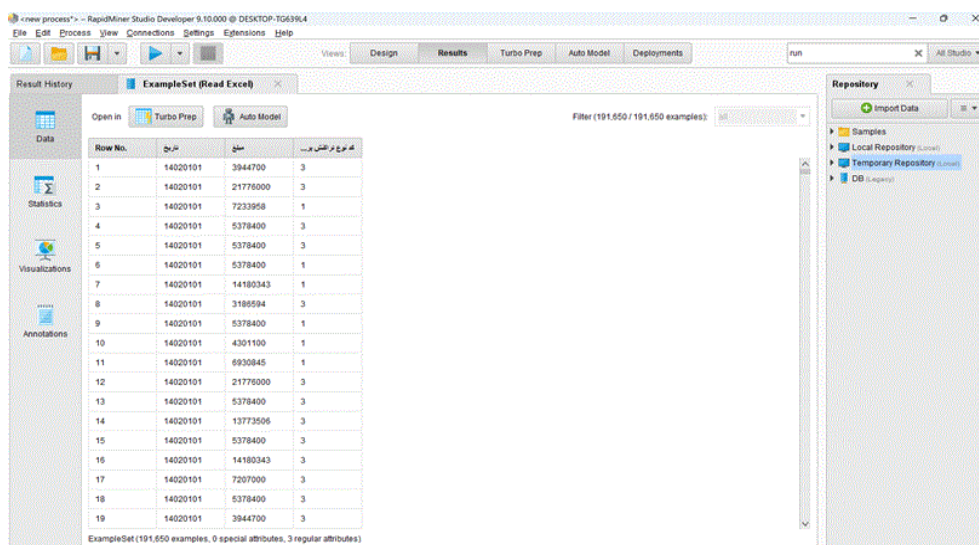 <new process*> – RapidMiner Studio Developer 9.10.000 @ DESKTOP-TG639L4
File Edit Process View Connections Settings Extensions Help
Views: Design Results Turbo Prep Auto Model Deployments run All Studio
Result History ExampleSet (Read Excel) Repository
Open in Turbo Prep Auto Model Filter (191,650 / 191,650 examples): all Import Data
Data
Statistics
Visualizations
Annotations
Samples
Local Repository (Local)
Temporary Repository (Local)
DB (Legacy)
Row No. تاریخ مبلغ کد نوع تراکنش بر...
1 14020101 3944700 3
2 14020101 21776000 3
3 14020101 7233958 1
4 14020101 5378400 3
5 14020101 5378400 3
6 14020101 5378400 1
7 14020101 14180343 1
8 14020101 3186594 3
9 14020101 5378400 1
10 14020101 4301100 1
11 14020101 6930845 1
12 14020101 21776000 3
13 14020101 5378400 3
14 14020101 13773506 3
15 14020101 5378400 3
16 14020101 14180343 3
17 14020101 7207000 3
18 14020101 5378400 3
19 14020101 3944700 3
ExampleSet (191,650 examples, 0 special attributes, 3 regular attributes)